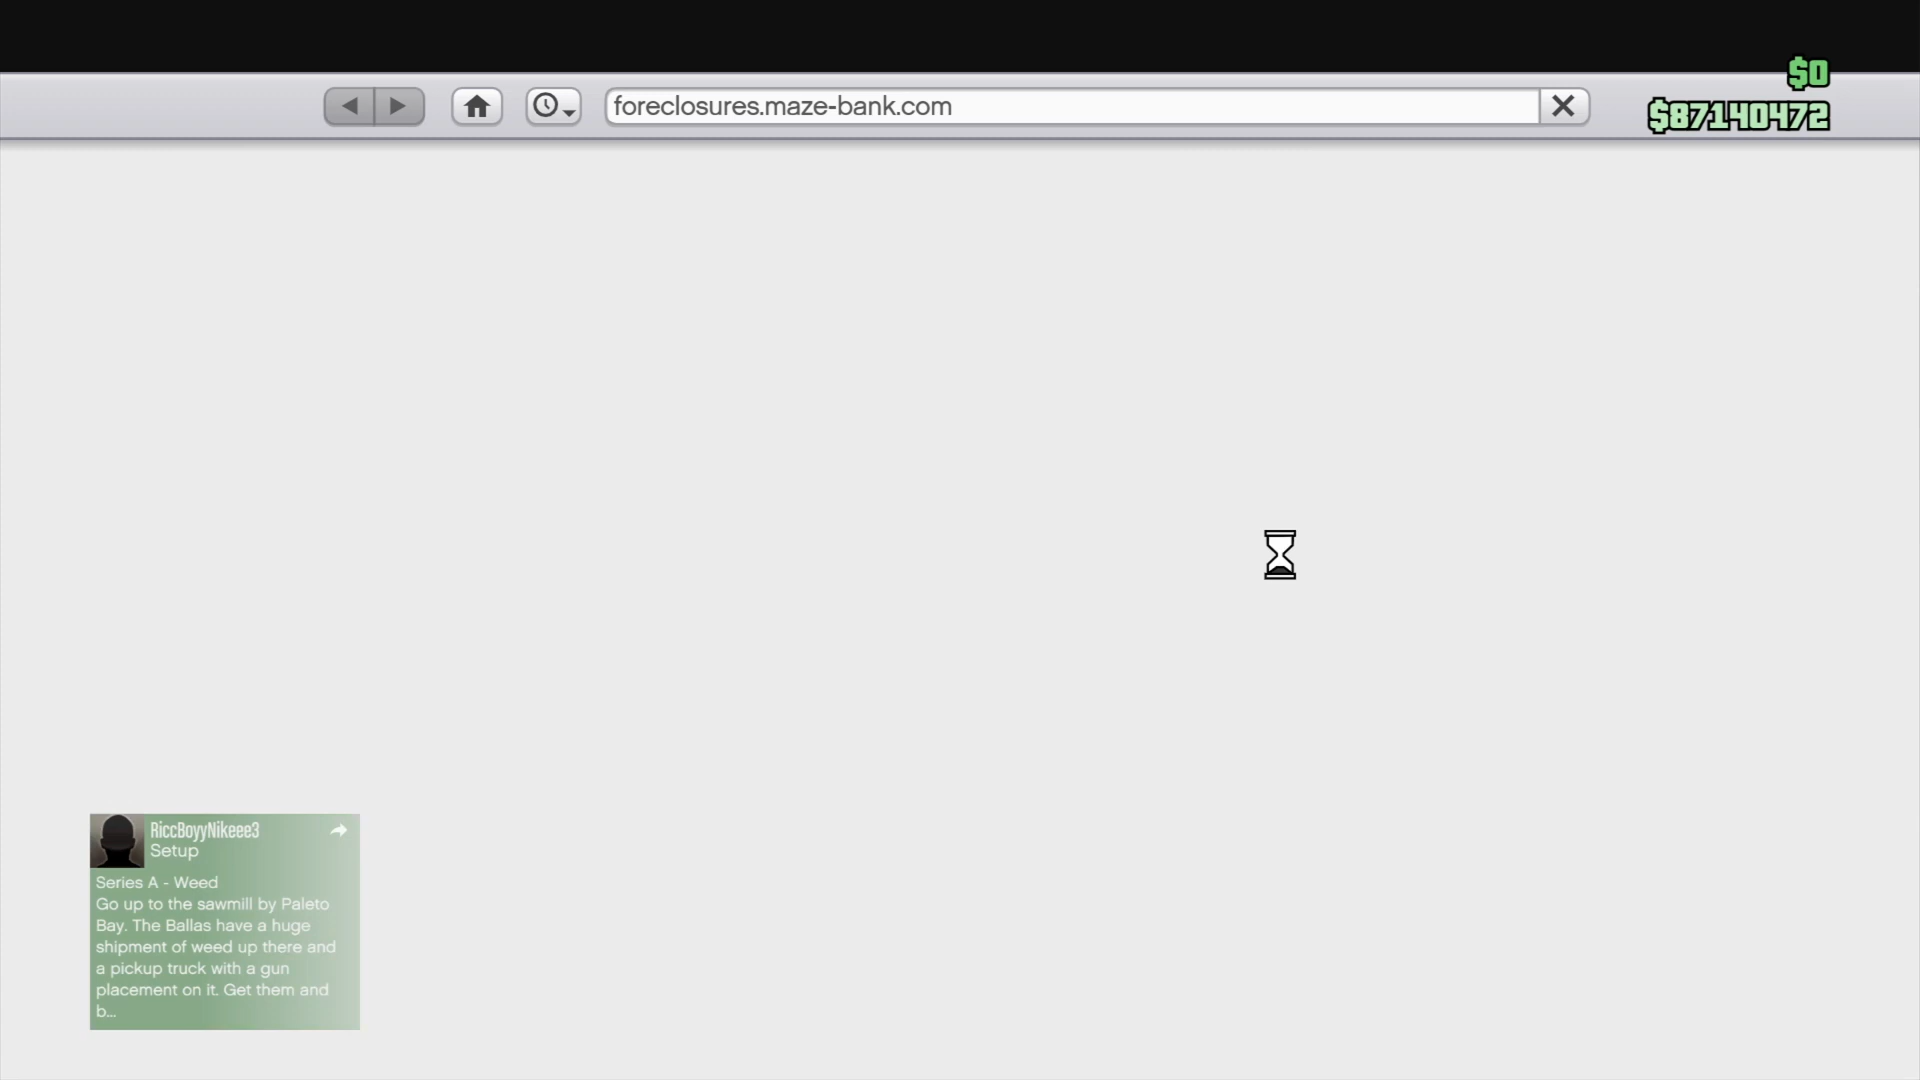 $0
foreclosures.maze-bank.com
$87140472
RiccBoyyNikeee3
Setup
Series A - Weed
Go up to the sawmill by Paleto
Bay. The Ballas have a huge
shipment of weed up there and
a pickup truck with a gun
placement on it. Get them and
b...